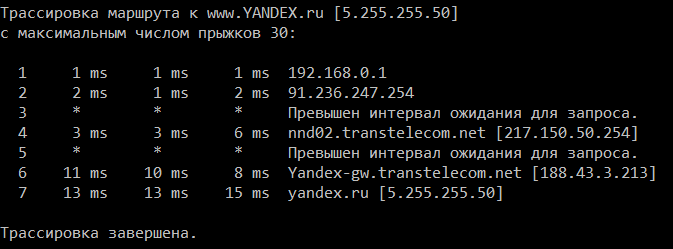 Трассировка маршрута к www.YANDEX.ru [5.255.255.50]
с максимальным числом прыжков 30:
1 1 ms 1 ms 1 ms 192.168.0.1
2 2 ms 1 ms 2 ms 91.236.247.254
3 * * * Превышен интервал ожидания для запроса.
4 3 ms 3 ms 6 ms nnd02.transtelecom.net [217.150.50.254]
5 * * * Превышен интервал ожидания для запроса.
6 11 ms 10 ms 8 ms Yandex-gw.transtelecom.net [188.43.3.213]
7 13 ms 13 ms 15 ms yandex.ru [5.255.255.50]
Трассировка завершена.